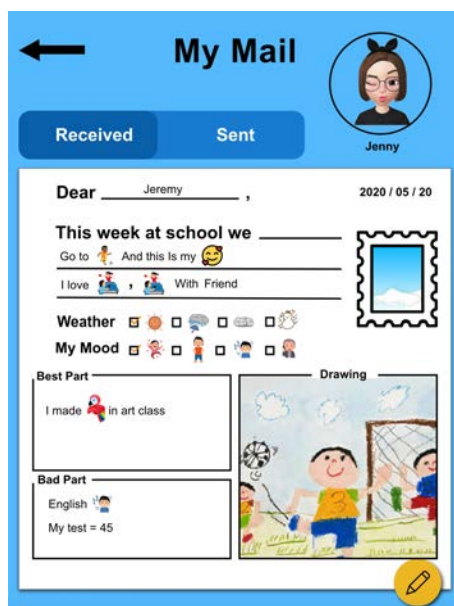 My Mail
Received Sent
Jenny
Dear Jeremy ,
2020 / 05 / 20
This week at school we
Go to And this Is my
I love , With Friend
Weather
My Mood
Best Part
I made in art class
Drawing
3
Bad Part
English
My test = 45